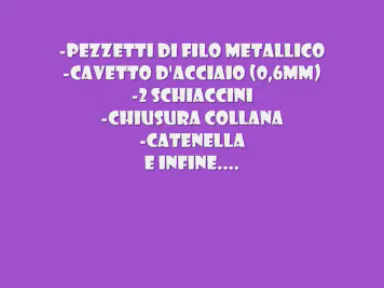 -PEZZETTI DI FILO METALLICO
-CAVETTO D'ACCIAIO (0,6MM)
-2 SCHIACCINI
-CHIUSURA COLLANA
-CATENELLA
E INFINE....